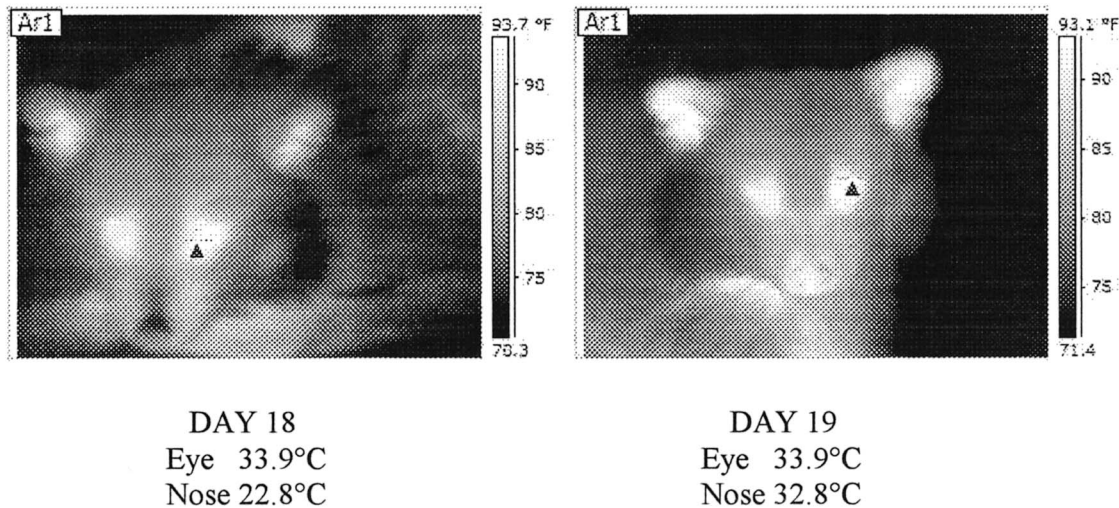 Ar1
93.7 °F
90
85
80
75
70.3
Ar1
93.1 °F
90
85
80
75
71.4
DAY 18
Eye 33.9°C
Nose 22.8°C
DAY 19
Eye 33.9°C
Nose 32.8°C